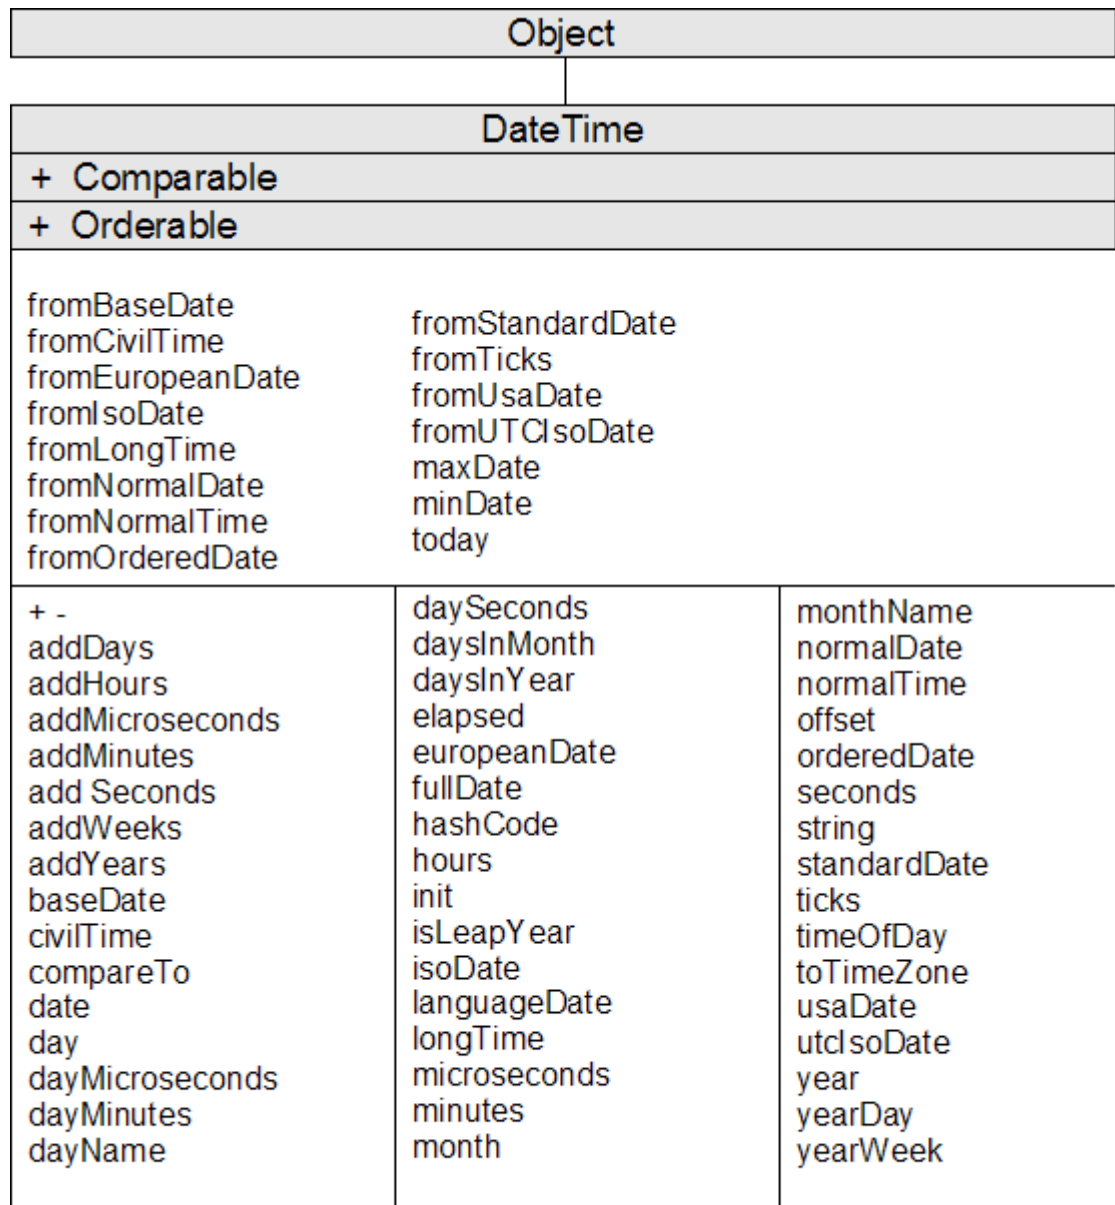 Object
DateTime
+ Comparable
+ Orderable
fromBaseDate
fromCivilTime
fromEuropeanDate
fromIsoDate
fromLongTime
fromNormalDate
fromNormalTime
fromOrderedDate
fromStandardDate
fromTicks
fromUsaDate
fromUTCIsoDate
maxDate
minDate
today
+ -
addDays
addHours
addMicroseconds
addMinutes
add Seconds
addWeeks
addYears
baseDate
civilTime
compareTo
date
day
dayMicroseconds
dayMinutes
dayName
daySeconds
daysInMonth
daysInYear
elapsed
europeanDate
fullDate
hashCode
hours
init
isLeapYear
isoDate
languageDate
longTime
microseconds
minutes
month
monthName
normalDate
normalTime
offset
orderedDate
seconds
string
standardDate
ticks
timeOfDay
toTimeZone
usaDate
utcIsoDate
year
yearDay
yearWeek